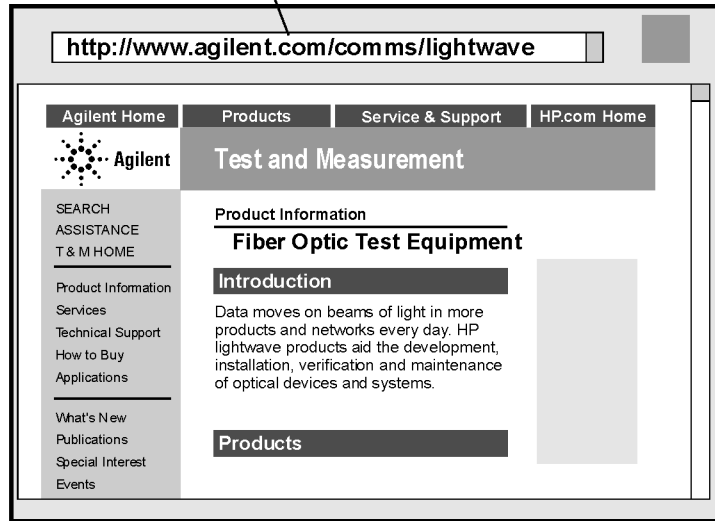 http://www.agilent.com/comms/lightwave
Agilent Home
Products
Service & Support
HP.com Home
Agilent
Test and Measurement
SEARCH
ASSISTANCE
T & M HOME
Product Information
Services
Technical Support
How to Buy
Applications
What's New
Publications
Special Interest
Events
Product Information
Fiber Optic Test Equipment
Introduction
Data moves on beams of light in more
products and networks every day. HP
lightwave products aid the development,
installation, verification and maintenance
of optical devices and systems.
Products